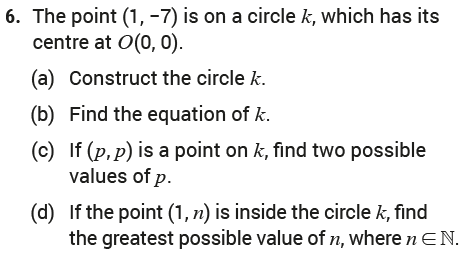 6. The point (1, −7) is on a circle k, which has its
centre at O(0, 0).
(a) Construct the circle k.
(b) Find the equation of k.
(c) If (p, p) is a point on k, find two possible
values of p.
(d) If the point (1, n) is inside the circle k, find
the greatest possible value of n, where n ∈ ℕ.